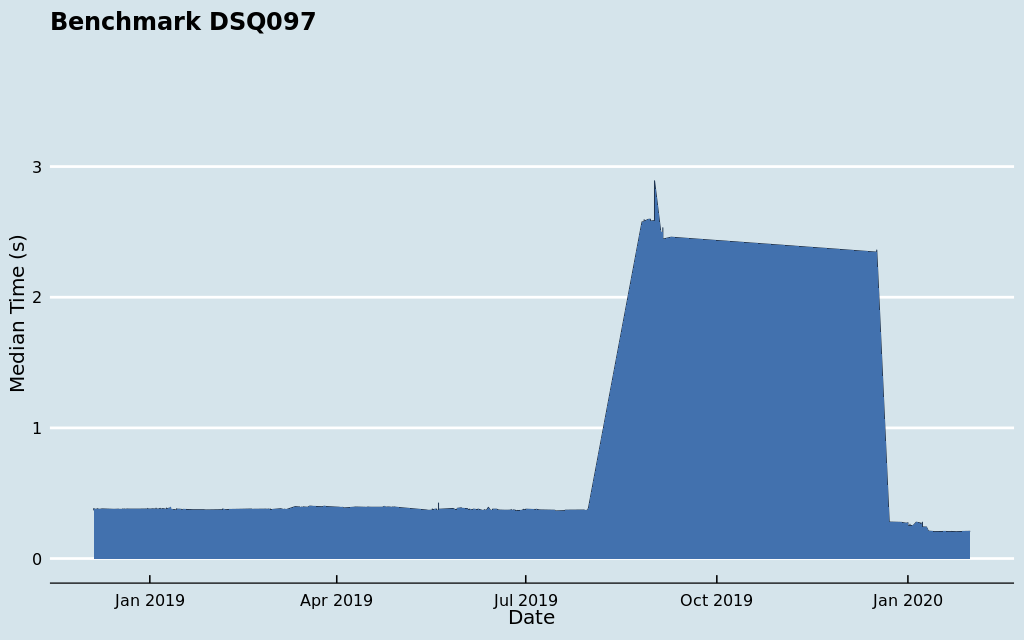 Benchmark DSQ097
Median Time (s)
3
2
1
0
Jan 2019
Apr 2019
Jul 2019
Oct 2019
Jan 2020
Date